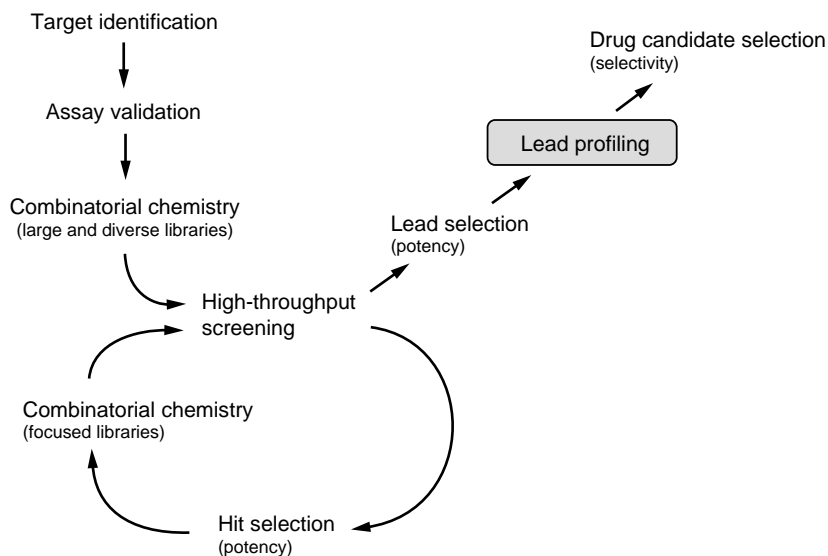 Target identification
Assay validation
Combinatorial chemistry
(large and diverse libraries)
High-throughput
screening
Combinatorial chemistry
(focused libraries)
Hit selection
(potency)
Lead selection
(potency)
Lead profiling
Drug candidate selection
(selectivity)